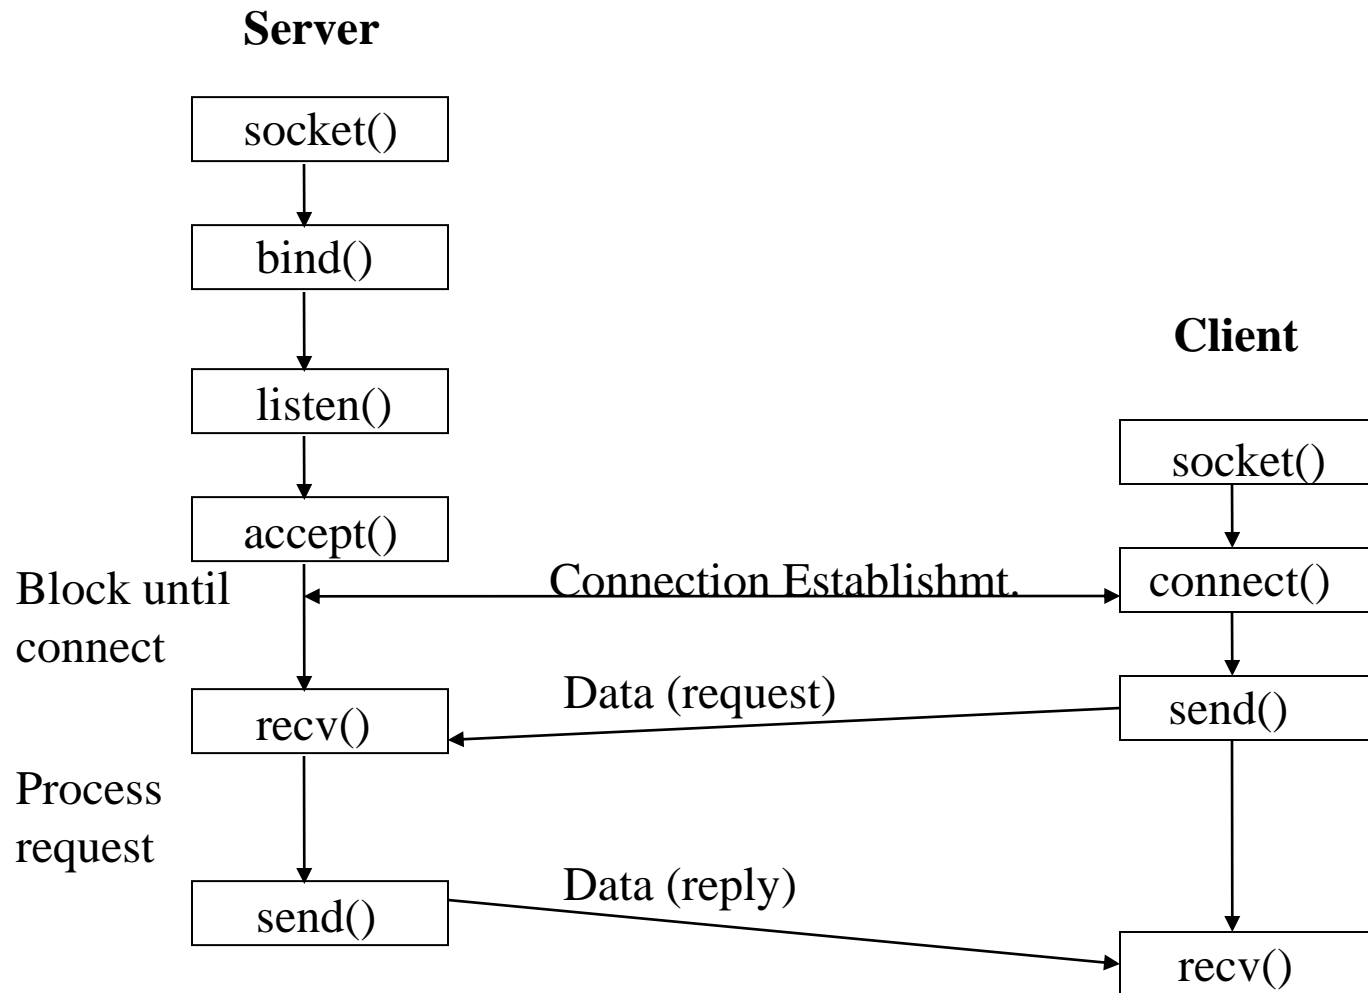 Server
socket()
bind()
listen()
accept()
Block until
connect
recv()
Process
request
send()
Connection Establishmt.
Data (request)
Data (reply)
Client
socket()
connect()
send()
recv()